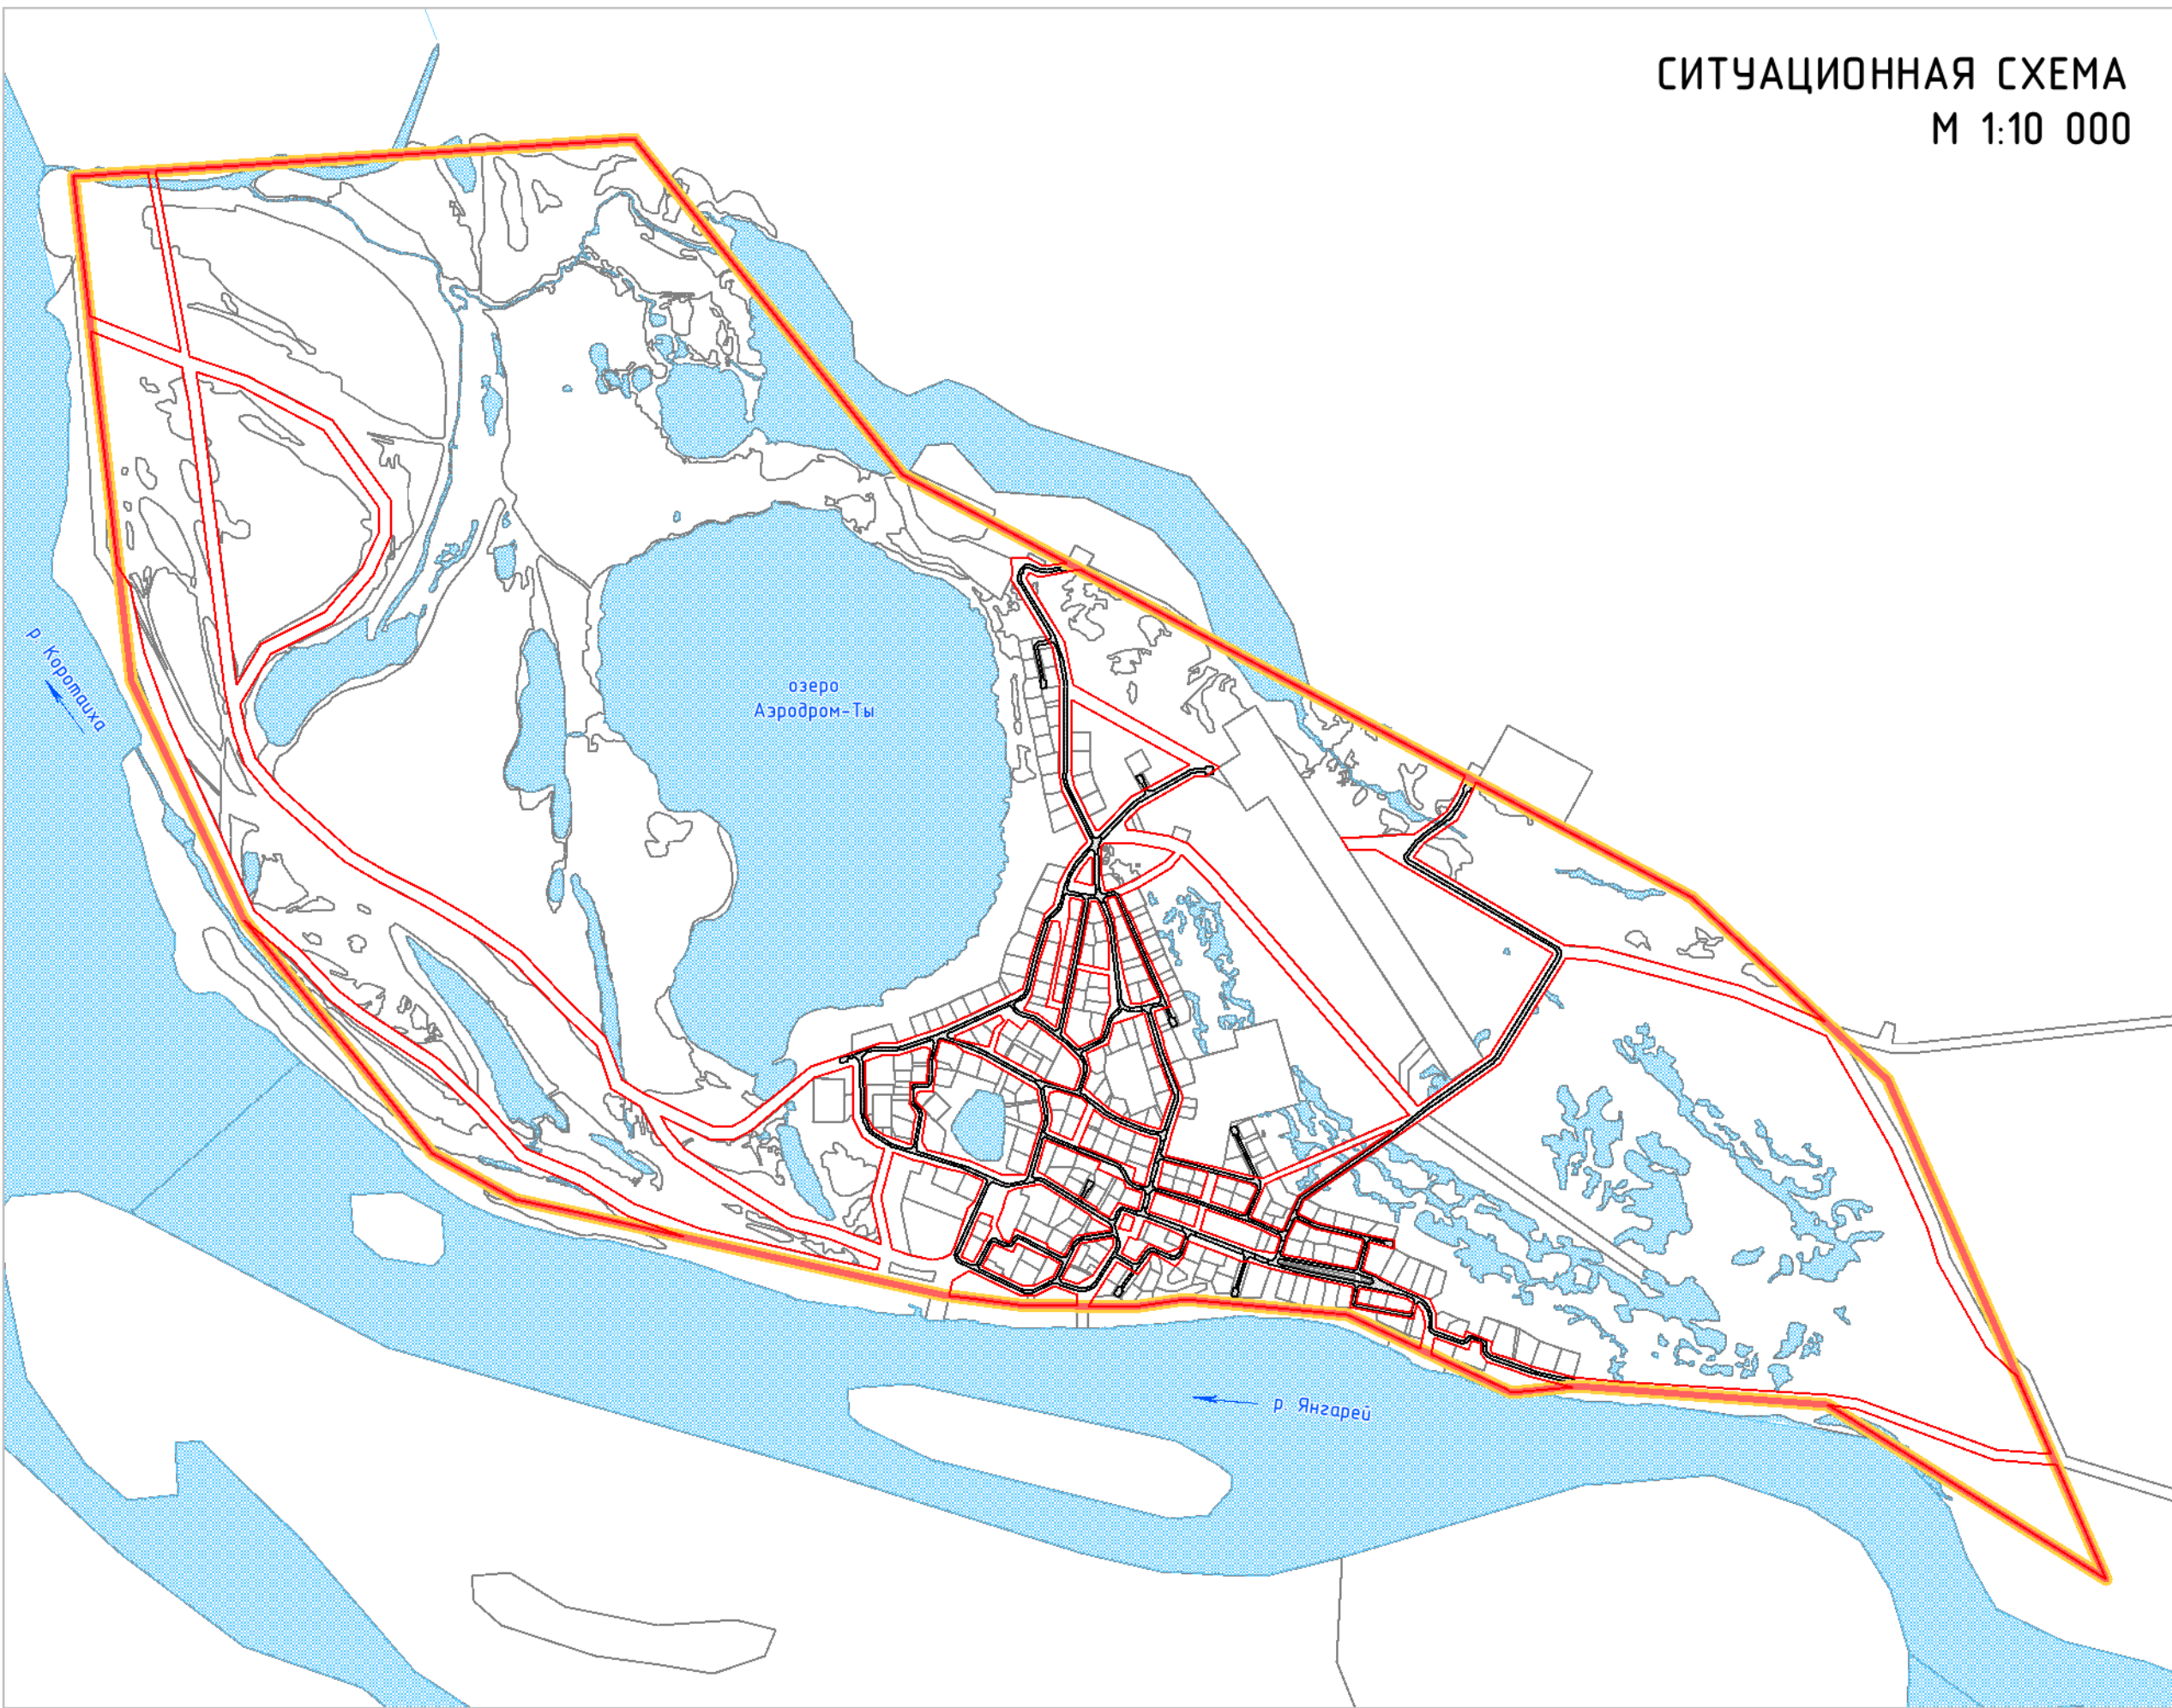 СИТУАЦИОННАЯ СХЕМА
М 1:10 000
р. Коротаиха
озеро
Аэродром-Ты
р. Янгарей